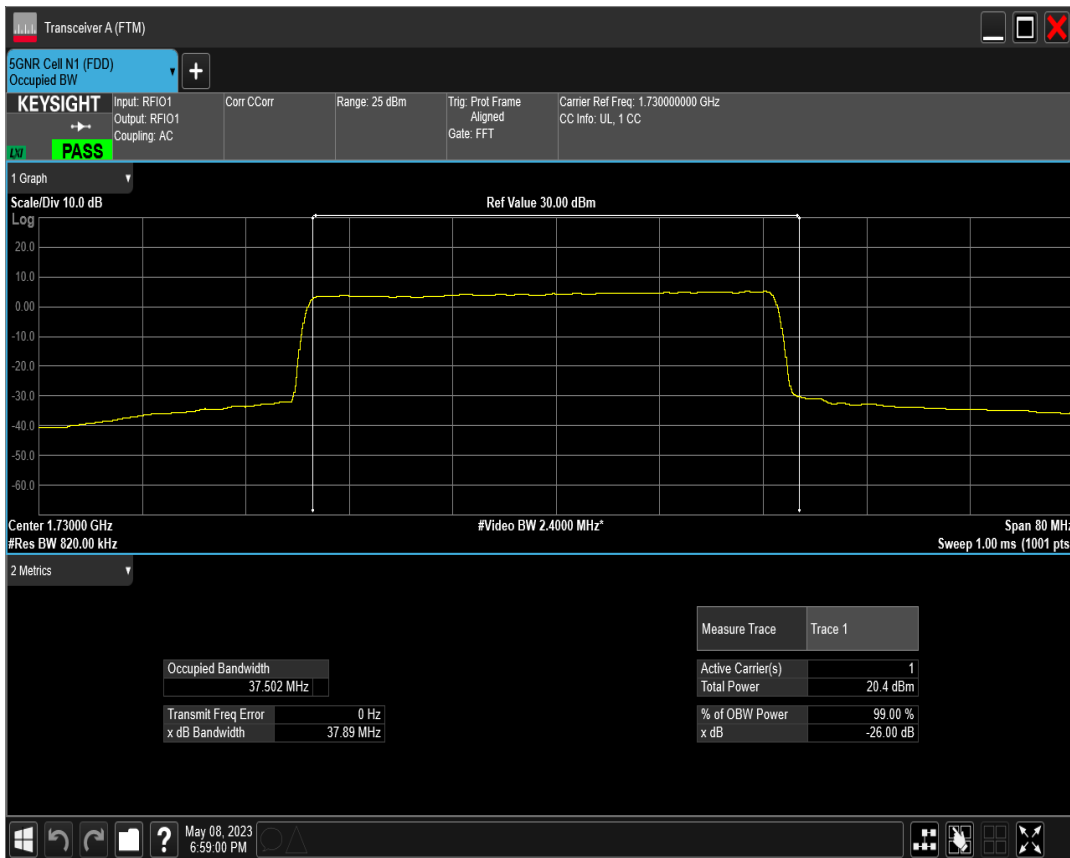 Transceiver A (FTM)
5GNR Cell N1 (FDD)
Occupied BW
+
KEYSIGHT
LXI
PASS
Input: RFIO1
Output: RFIO1
Coupling: AC
Corr CCorr
Range: 25 dBm
Trig: Prot Frame
Aligned
Gate: FFT
Carrier Ref Freq: 1.730000000 GHz
CC Info: UL, 1 CC
1 Graph
Scale/Div 10.0 dB
Ref Value 30.00 dBm
Log
20.0
10.0
0.00
-10.0
-20.0
-30.0
-40.0
-50.0
-60.0
Center 1.73000 GHz
#Video BW 2.4000 MHz*
Span 80 MHz
#Res BW 820.00 kHz
Sweep 1.00 ms (1001 pts
2 Metrics
Measure Trace Trace 1
Occupied Bandwidth
37.502 MHz
Active Carrier(s) 1
Total Power 20.4 dBm
Transmit Freq Error 0 Hz
x dB Bandwidth 37.89 MHz
% of OBW Power 99.00 %
x dB -26.00 dB
?
May 08, 2023
6:59:00 PM